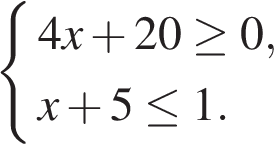 4x + 20 ≥ 0,
x + 5 ≤ 1.